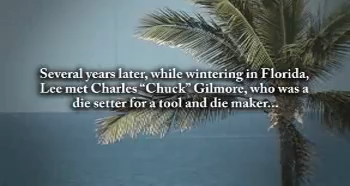 Several years later, while wintering in Florida,
Lee met Charles “Chuck” Gilmore, who was a
die setter for a tool and die maker...